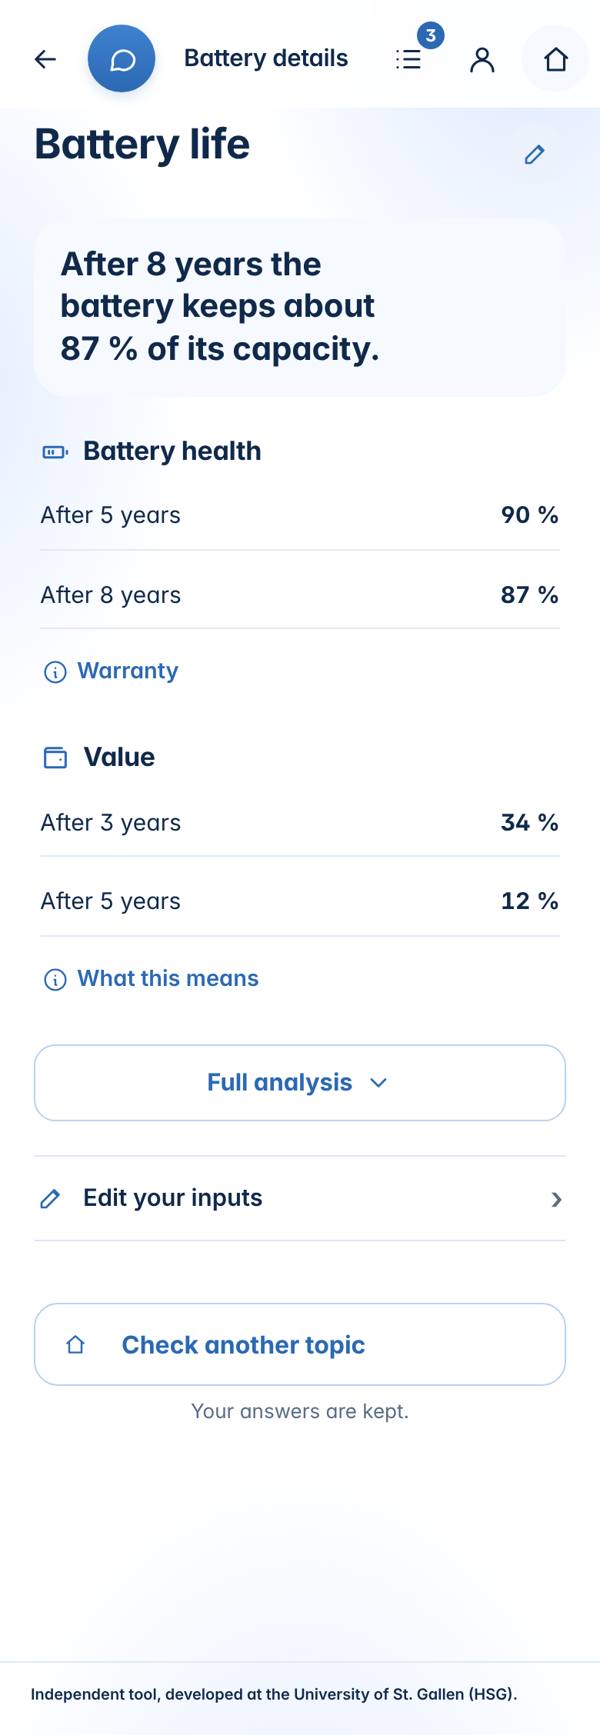 Battery details
3
Battery life
After 8 years the
battery keeps about
87 % of its capacity.
Battery health
After 5 years 90 %
After 8 years 87 %
Warranty
Value
After 3 years 34 %
After 5 years 12 %
What this means
Full analysis
Edit your inputs
Check another topic
Your answers are kept.
Independent tool, developed at the University of St. Gallen (HSG).